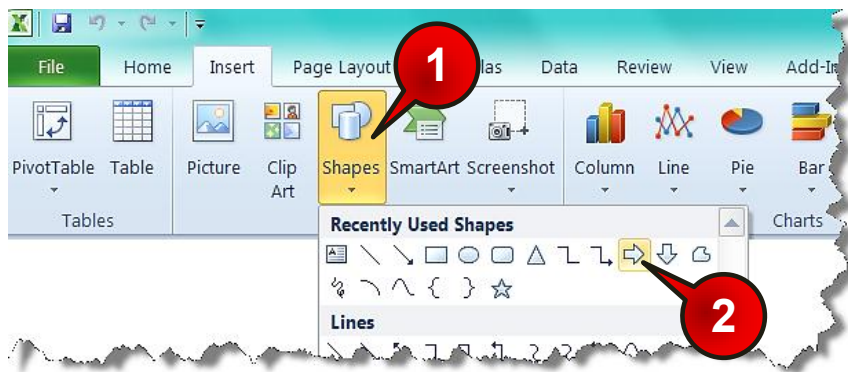 File Home Insert Page Layout las Data Review View Add-In
1
PivotTable Table Picture Clip Art Shapes SmartArt Screenshot Column Line Pie Bar
Tables Charts
Recently Used Shapes
2
Lines